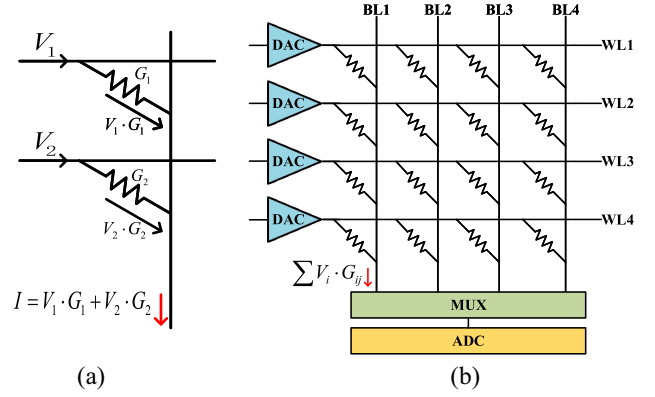 V₁
G₁
V₁·G₁
V₂
G₂
V₂·G₂
I = V₁·G₁ + V₂·G₂
(a)
BL1 BL2 BL3 BL4
DAC
WL1
DAC
WL2
DAC
WL3
DAC
WL4
∑ Vᵢ·Gᵢⱼ
MUX
ADC
(b)